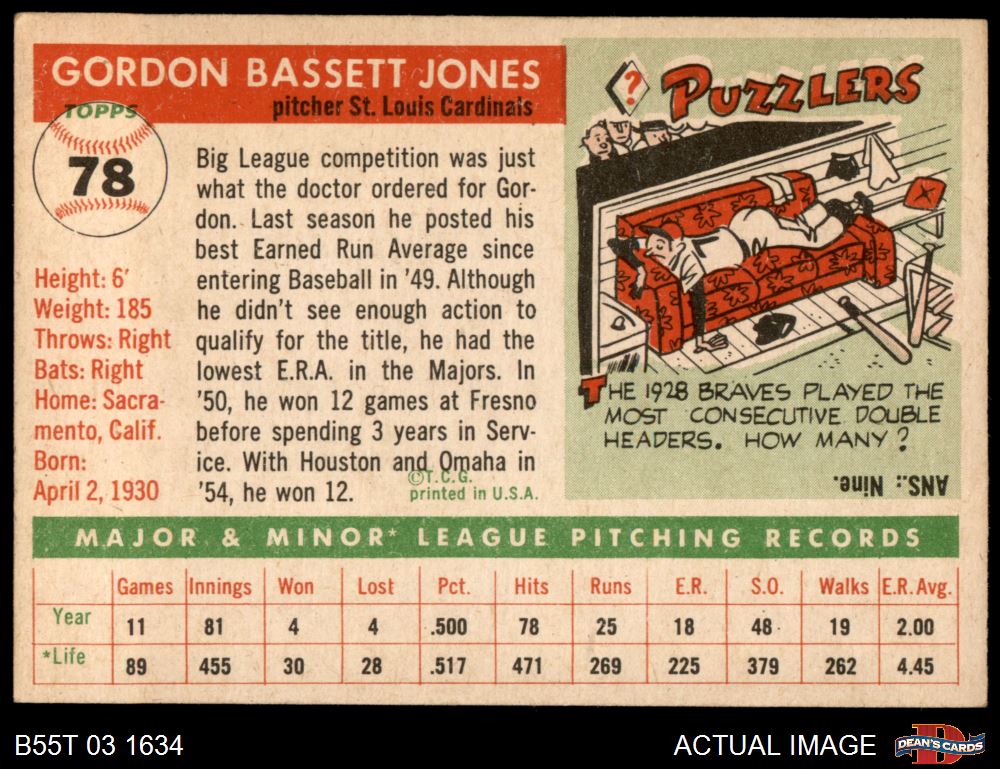 GORDON BASSETT JONES
pitcher St. Louis Cardinals
TOPPS
78
Height: 6'
Weight: 185
Throws: Right
Bats: Right
Home: Sacra-
mento, Calif.
Born:
April 2, 1930
Big League competition was just
what the doctor ordered for Gor-
don. Last season he posted his
best Earned Run Average since
entering Baseball in '49. Although
he didn't see enough action to
qualify for the title, he had the
lowest E.R.A. in the Majors. In
'50, he won 12 games at Fresno
before spending 3 years in Serv-
ice. With Houston and Omaha in
'54, he won 12.
©T.C.G.
printed in U.S.A.
?
PUZZLERS
THE 1928 BRAVES PLAYED THE
MOST CONSECUTIVE DOUBLE
HEADERS. HOW MANY?
ANS.: Nine.
MAJOR & MINOR* LEAGUE PITCHING RECORDS
Games Innings Won Lost Pct. Hits Runs E.R. S.O. Walks E.R. Avg.
Year 11 81 4 4 .500 78 25 18 48 19 2.00
*Life 89 455 30 28 .517 471 269 225 379 262 4.45
B55T 03 1634
ACTUAL IMAGE
D
DEAN'S CARDS